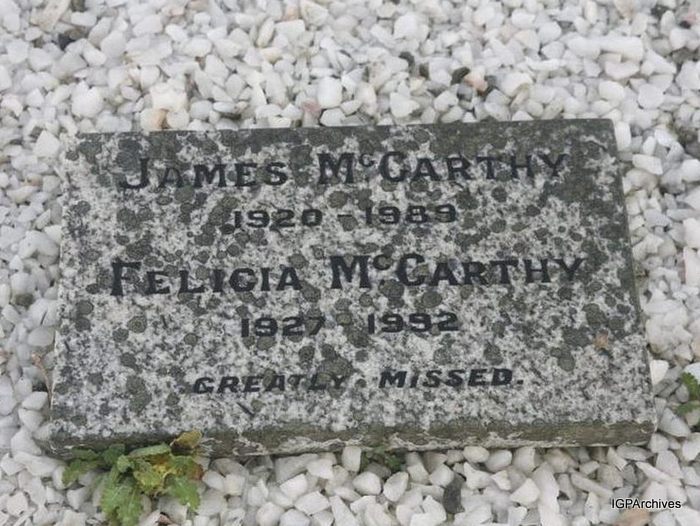 James McCarthy
1920 - 1989
Felicia McCarthy
1927 - 1992
Greatly Missed.
IGPArchives